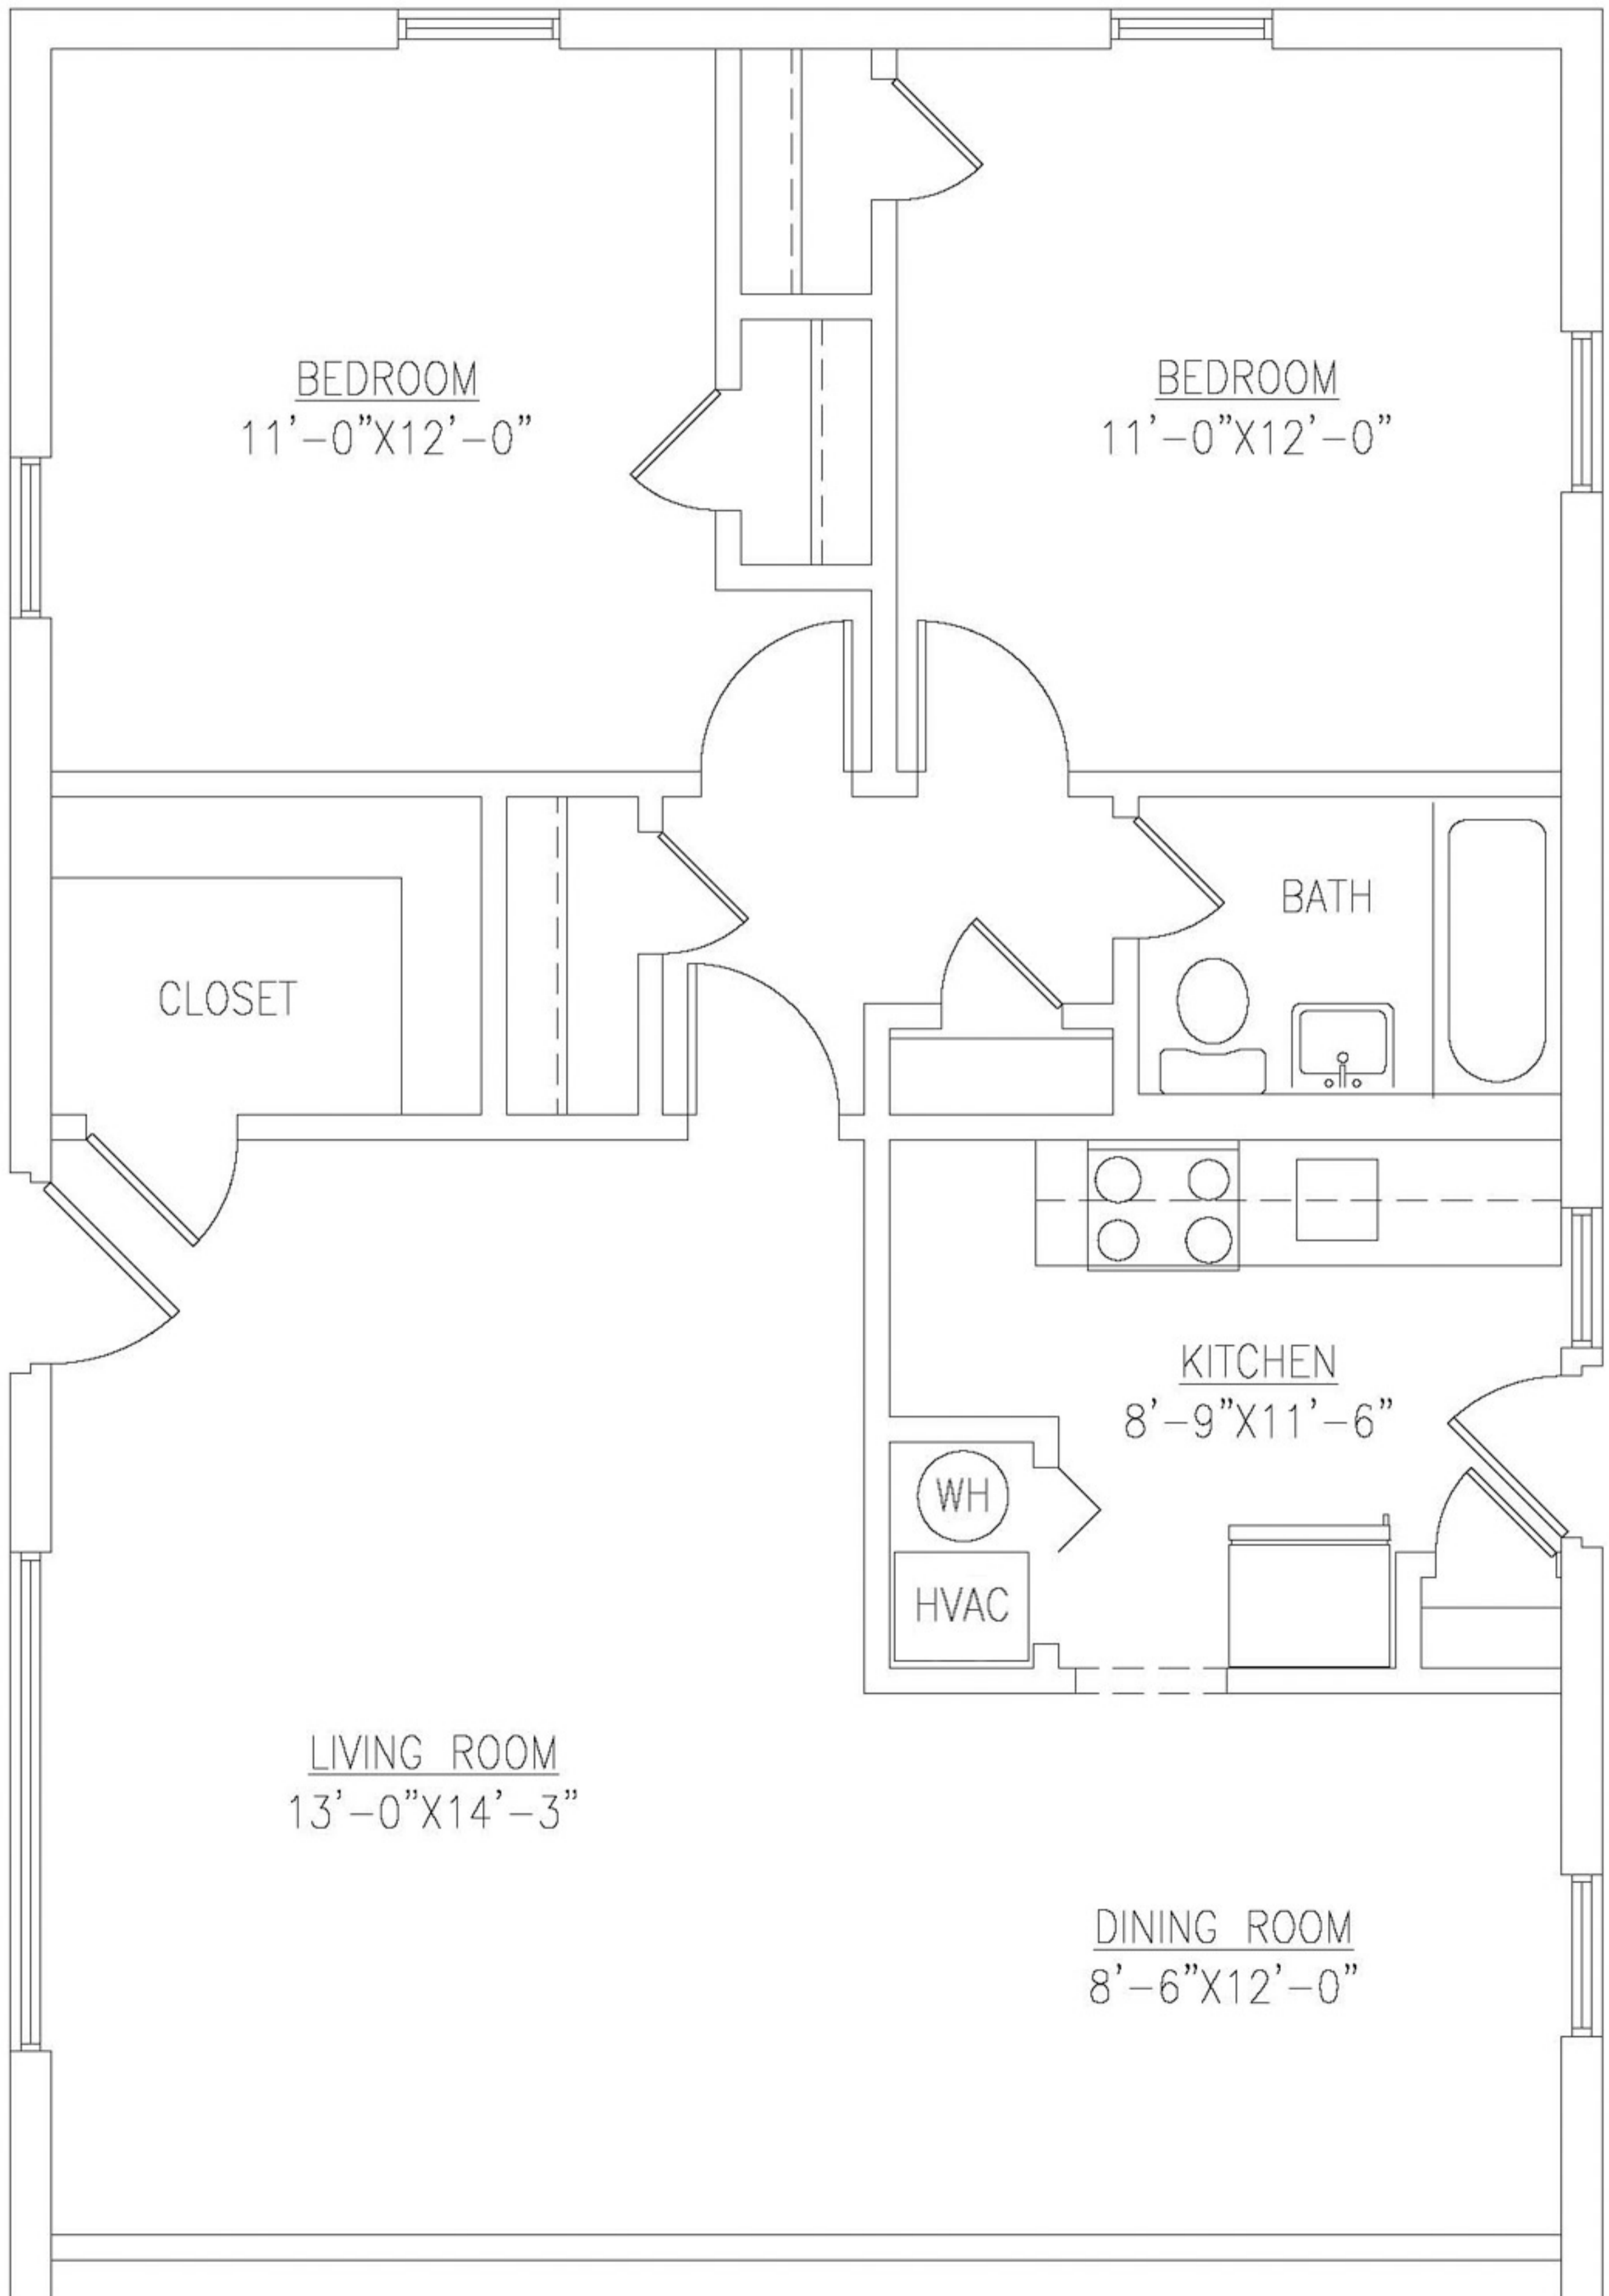 BEDROOM
11'-0"X12'-0"
BEDROOM
11'-0"X12'-0"
BATH
CLOSET
KITCHEN
8'-9"X11'-6"
WH
HVAC
LIVING ROOM
13'-0"X14'-3"
DINING ROOM
8'-6"X12'-0"